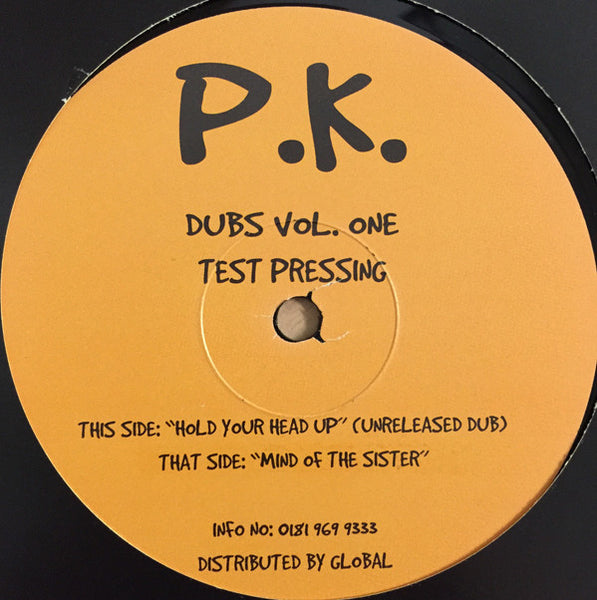 P.K.
DUBS VOL. ONE
TEST PRESSING
THIS SIDE: "HOLD YOUR HEAD UP" (UNRELEASED DUB)
THAT SIDE: "MIND OF THE SISTER"
INFO NO: 0181 969 9333
DISTRIBUTED BY GLOBAL